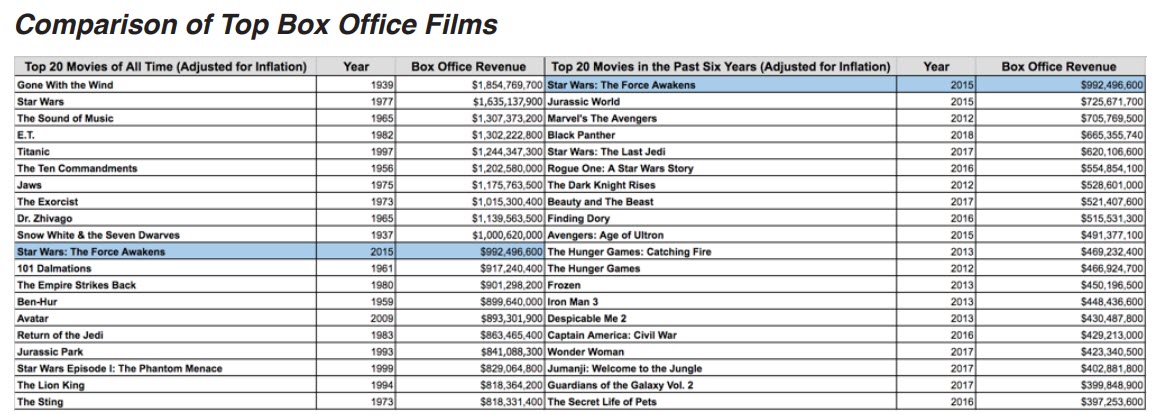 Comparison of Top Box Office Films
Top 20 Movies of All Time (Adjusted for Inflation) Year Box Office Revenue Top 20 Movies in the Past Six Years (Adjusted for Inflation) Year Box Office Revenue
Gone With the Wind 1939 $1,854,769,700 Star Wars: The Force Awakens 2015 $992,496,600
Star Wars 1977 $1,635,137,900 Jurassic World 2015 $725,671,700
The Sound of Music 1965 $1,307,373,200 Marvel's The Avengers 2012 $705,769,500
E.T. 1982 $1,302,222,800 Black Panther 2018 $665,355,740
Titanic 1997 $1,244,347,300 Star Wars: The Last Jedi 2017 $620,106,600
The Ten Commandments 1956 $1,202,580,000 Rogue One: A Star Wars Story 2016 $554,854,100
Jaws 1975 $1,175,763,500 The Dark Knight Rises 2012 $528,601,000
The Exorcist 1973 $1,015,300,400 Beauty and The Beast 2017 $521,407,600
Dr. Zhivago 1965 $1,139,563,500 Finding Dory 2016 $515,531,300
Snow White & the Seven Dwarves 1937 $1,000,620,000 Avengers: Age of Ultron 2015 $491,377,100
Star Wars: The Force Awakens 2015 $992,496,600 The Hunger Games: Catching Fire 2013 $469,232,400
101 Dalmations 1961 $917,240,400 The Hunger Games 2012 $466,924,700
The Empire Strikes Back 1980 $901,298,200 Frozen 2013 $450,196,500
Ben-Hur 1959 $899,640,000 Iron Man 3 2013 $448,436,600
Avatar 2009 $893,301,900 Despicable Me 2 2013 $430,487,800
Return of the Jedi 1983 $863,465,400 Captain America: Civil War 2016 $429,213,000
Jurassic Park 1993 $841,088,300 Wonder Woman 2017 $423,340,500
Star Wars Episode I: The Phantom Menace 1999 $829,064,800 Jumanji: Welcome to the Jungle 2017 $402,881,800
The Lion King 1994 $818,364,200 Guardians of the Galaxy Vol. 2 2017 $399,848,900
The Sting 1973 $818,331,400 The Secret Life of Pets 2016 $397,253,600